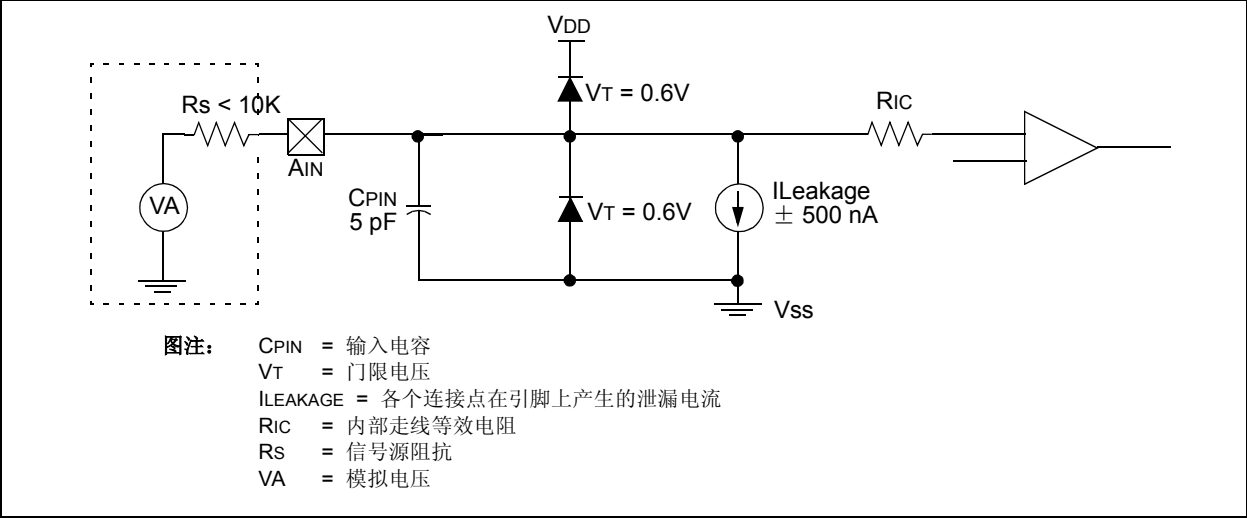 VDD
VT = 0.6V
Rs < 10K
RIC
AIN
CPIN
5 pF
VA
VT = 0.6V
ILeakage
± 500 nA
Vss
图注： CPIN = 输入电容
VT = 门限电压
ILEAKAGE = 各个连接点在引脚上产生的泄漏电流
RIC = 内部走线等效电阻
RS = 信号源阻抗
VA = 模拟电压